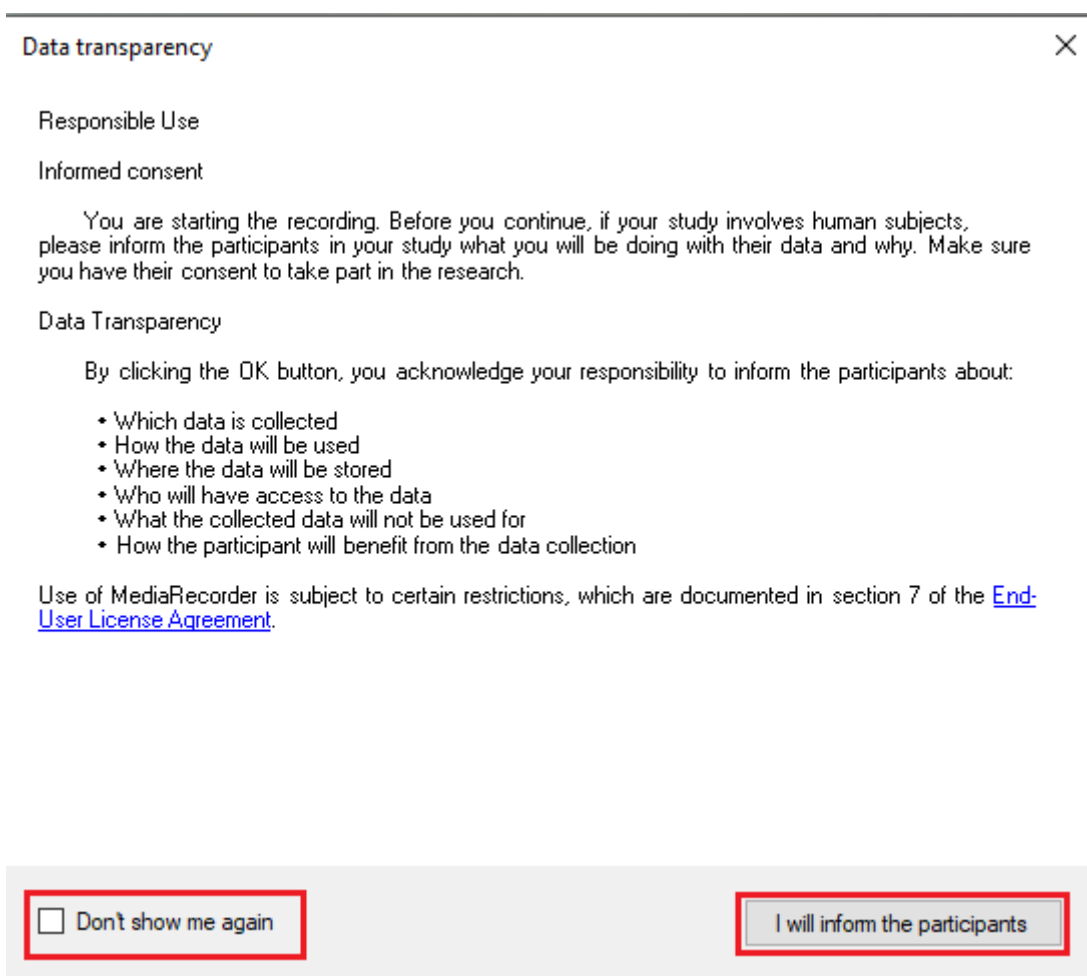 Data transparency
Responsible Use
Informed consent
You are starting the recording. Before you continue, if your study involves human subjects,
please inform the participants in your study what you will be doing with their data and why. Make sure
you have their consent to take part in the research.
Data Transparency
By clicking the OK button, you acknowledge your responsibility to inform the participants about:
• Which data is collected
• How the data will be used
• Where the data will be stored
• Who will have access to the data
• What the collected data will not be used for
• How the participant will benefit from the data collection
Use of MediaRecorder is subject to certain restrictions, which are documented in section 7 of the End-
User License Agreement.
Don't show me again
I will inform the participants